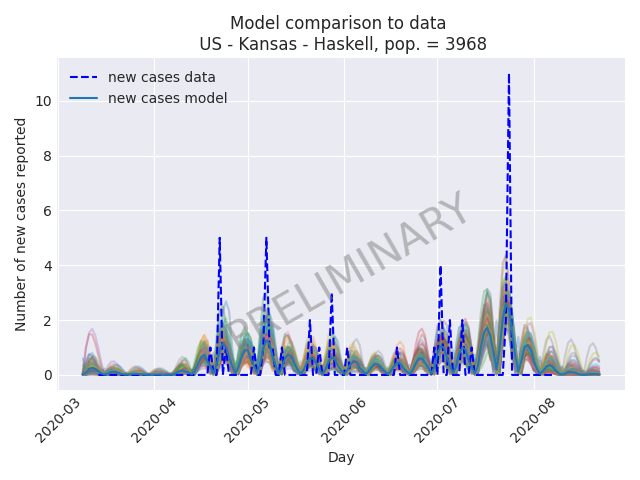 Model comparison to data
US - Kansas - Haskell, pop. = 3968
new cases data
new cases model
PRELIMINARY
Number of new cases reported
10
8
6
4
2
0
2020-03
2020-04
2020-05
2020-06
2020-07
2020-08
Day